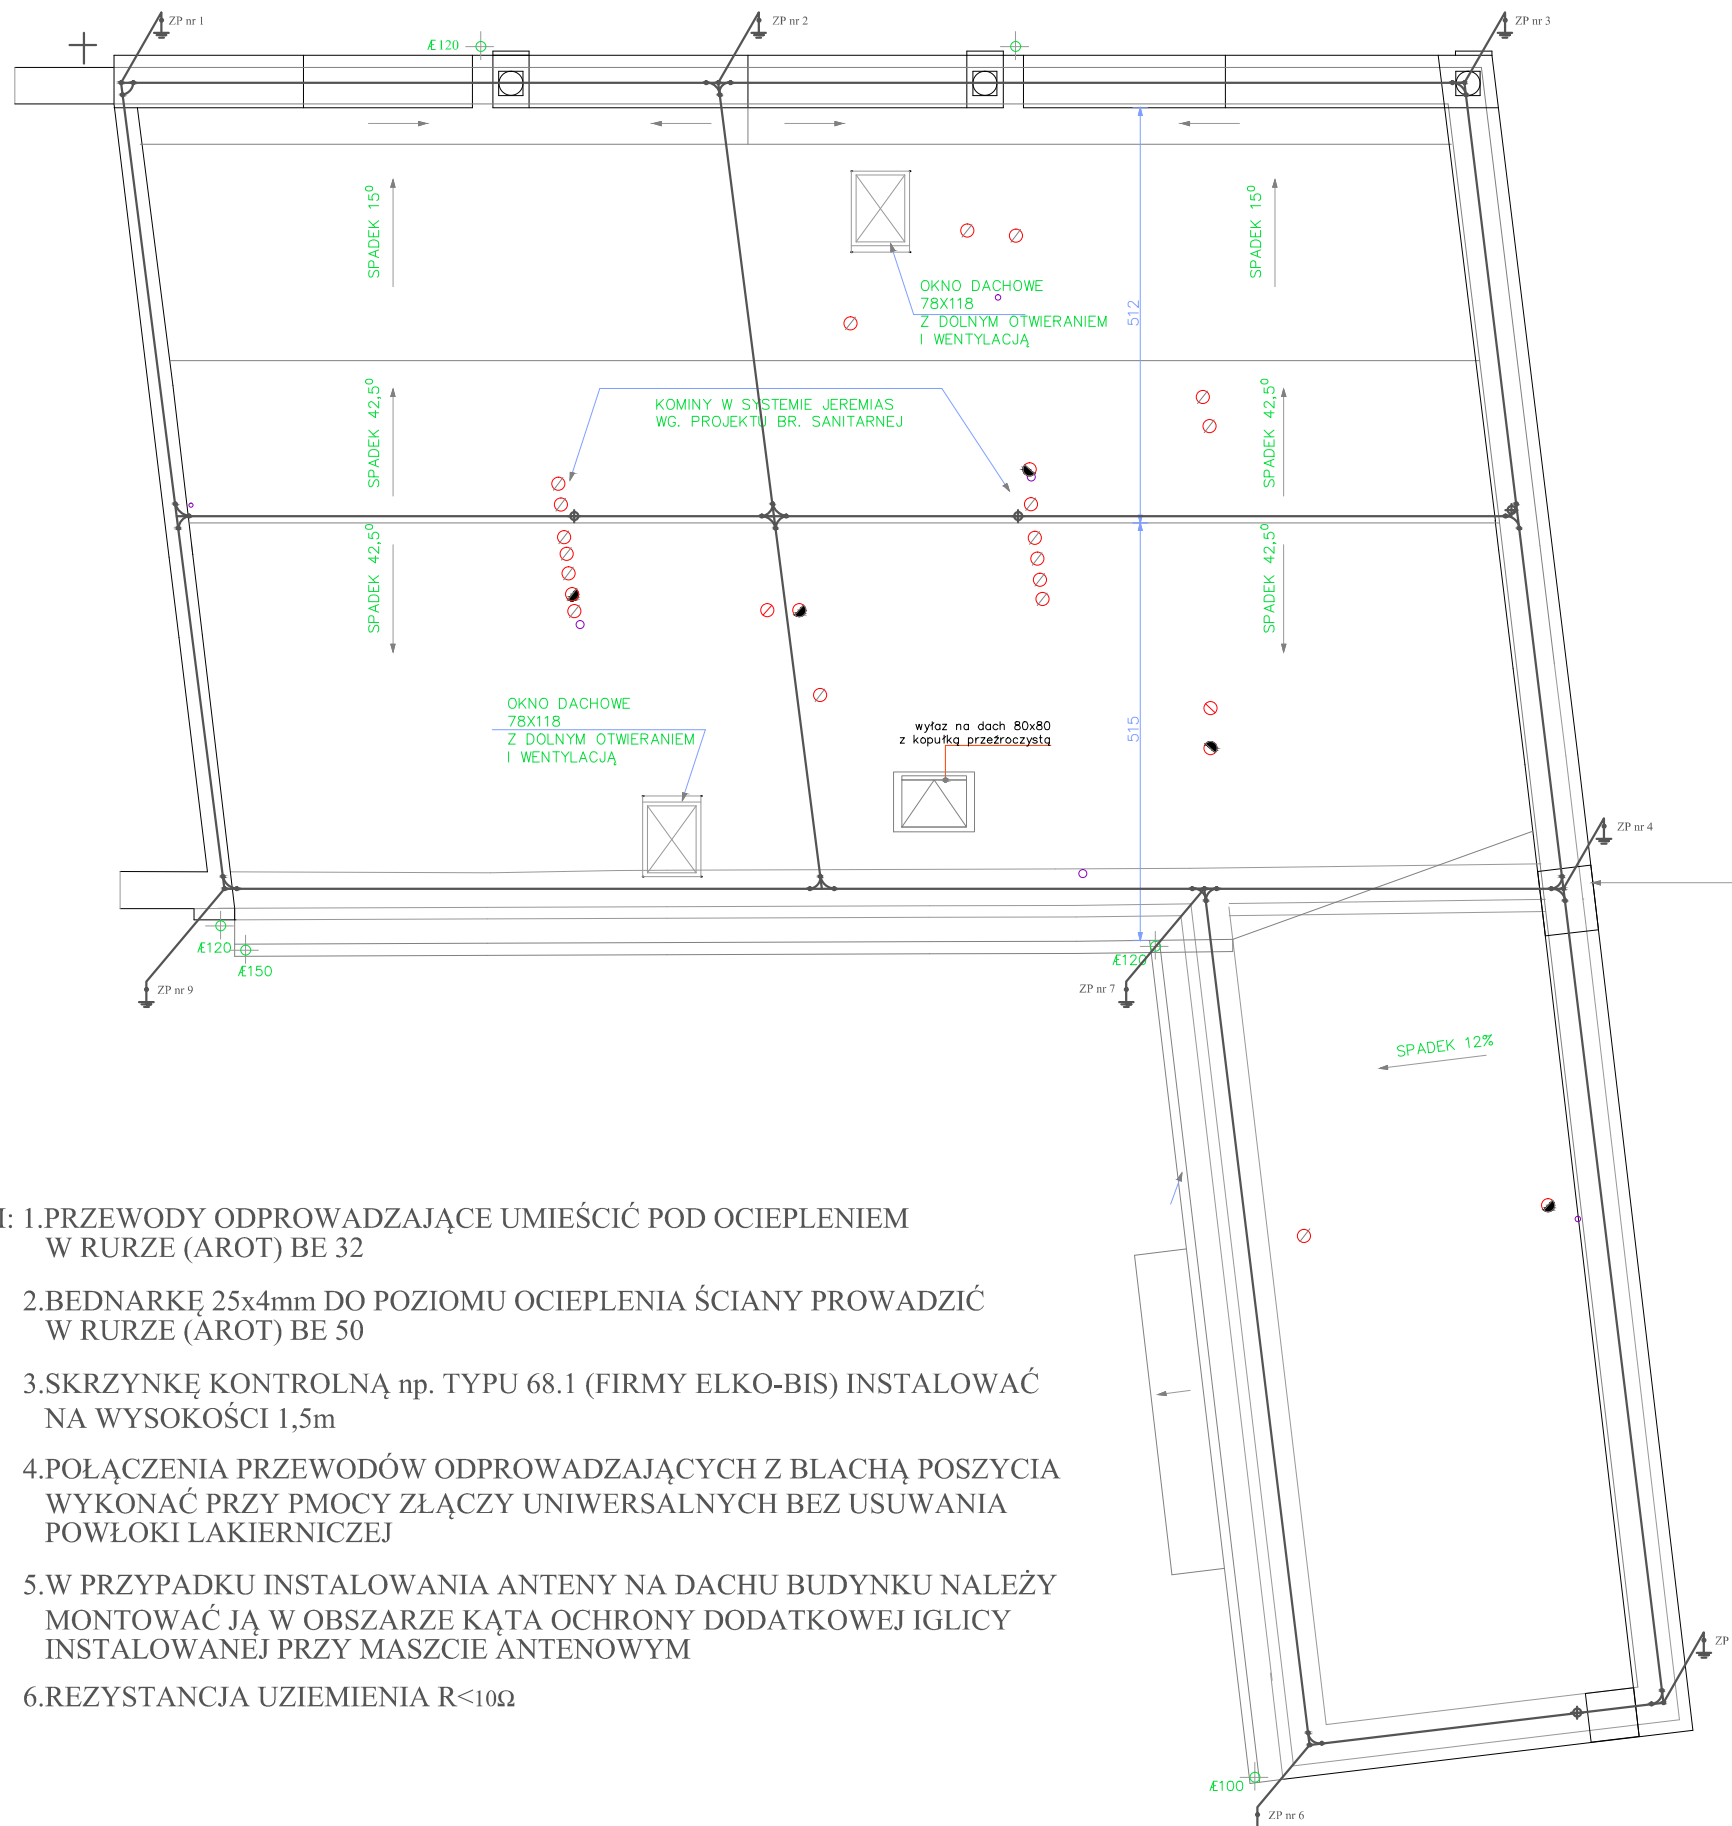 ZP nr 1
ZP nr 2
ZP nr 3
Æ120
SPADEK 15⁰
SPADEK 15⁰
OKNO DACHOWE
78X118
Z DOLNYM OTWIERANIEM
I WENTYLACJĄ
512
SPADEK 42,5⁰
KOMINY W SYSTEMIE JEREMIAS
WG. PROJEKTU BR. SANITARNEJ
SPADEK 42,5⁰
SPADEK 42,5⁰
SPADEK 42,5⁰
OKNO DACHOWE
78X118
Z DOLNYM OTWIERANIEM
I WENTYLACJĄ
wyłaz na dach 80x80
z kopułką przeźroczystą
515
ZP nr 4
Æ120
Æ150
Æ120
ZP nr 9
ZP nr 7
SPADEK 12%
I: 1.PRZEWODY ODPROWADZAJĄCE UMIEŚCIĆ POD OCIEPLENIEM
W RURZE (AROT) BE 32
2.BEDNARKĘ 25x4mm DO POZIOMU OCIEPLENIA ŚCIANY PROWADZIĆ
W RURZE (AROT) BE 50
3.SKRZYNKĘ KONTROLNĄ np. TYPU 68.1 (FIRMY ELKO-BIS) INSTALOWAĆ
NA WYSOKOŚCI 1,5m
4.POŁĄCZENIA PRZEWODÓW ODPROWADZAJĄCYCH Z BLACHĄ POSZYCIA
WYKONAĆ PRZY PMOCY ZŁĄCZY UNIWERSALNYCH BEZ USUWANIA
POWŁOKI LAKIERNICZEJ
5.W PRZYPADKU INSTALOWANIA ANTENY NA DACHU BUDYNKU NALEŻY
MONTOWAĆ JĄ W OBSZARZE KĄTA OCHRONY DODATKOWEJ IGLICY
INSTALOWANEJ PRZY MASZCIE ANTENOWYM
ZP
6.REZYSTANCJA UZIEMIENIA R<10Ω
Æ100
ZP nr 6